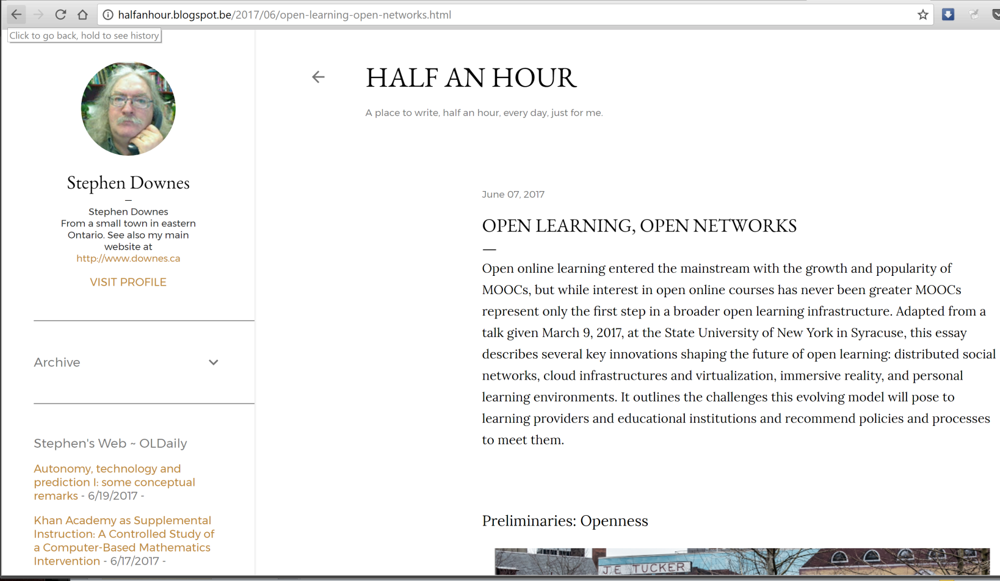 halfanhour.blogspot.be/2017/06/open-learning-open-networks.html
Click to go back, hold to see history
Stephen Downes
–
Stephen Downes
From a small town in eastern
Ontario. See also my main
website at
http://www.downes.ca
VISIT PROFILE
Archive
Stephen's Web ~ OLDaily
Autonomy, technology and
prediction I: some conceptual
remarks - 6/19/2017 -
Khan Academy as Supplemental
Instruction: A Controlled Study of
a Computer-Based Mathematics
Intervention - 6/17/2017 -
HALF AN HOUR
A place to write, half an hour, every day, just for me.
June 07, 2017
OPEN LEARNING, OPEN NETWORKS
—
Open online learning entered the mainstream with the growth and popularity of
MOOCs, but while interest in open online courses has never been greater MOOCs
represent only the first step in a broader open learning infrastructure. Adapted from a
talk given March 9, 2017, at the State University of New York in Syracuse, this essay
describes several key innovations shaping the future of open learning: distributed social
networks, cloud infrastructures and virtualization, immersive reality, and personal
learning environments. It outlines the challenges this evolving model will pose to
learning providers and educational institutions and recommend policies and processes
to meet them.
Preliminaries: Openness
J.E. TUCKER